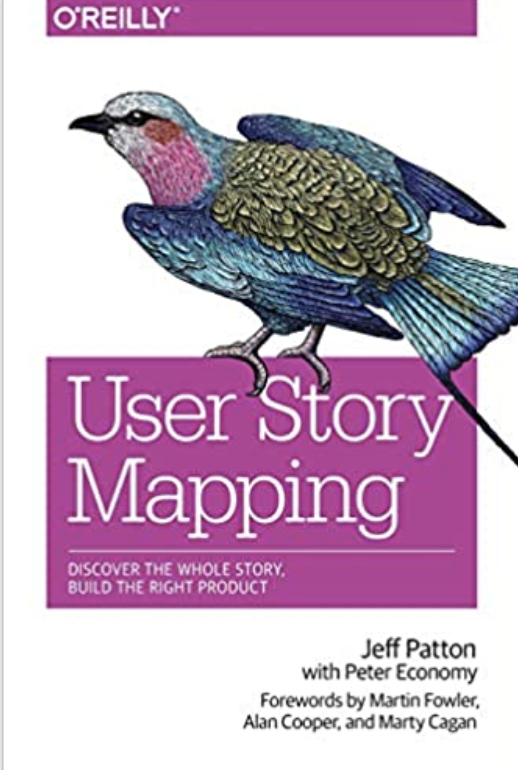 O'REILLY®
User Story
Mapping
DISCOVER THE WHOLE STORY,
BUILD THE RIGHT PRODUCT
Jeff Patton
with Peter Economy
Forewords by Martin Fowler,
Alan Cooper, and Marty Cagan